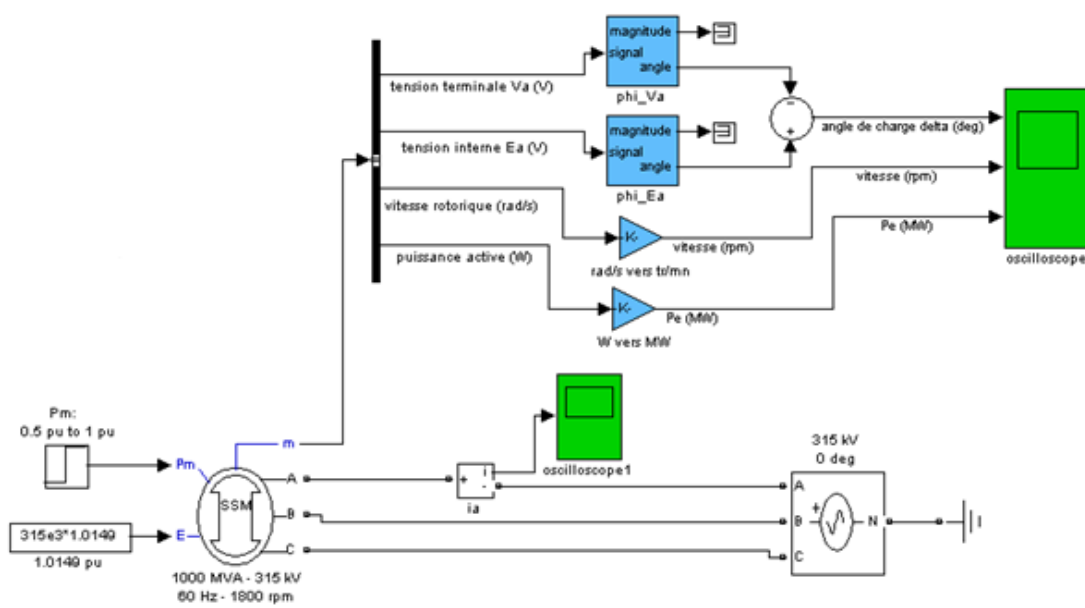 magnitude
signal
angle
phi_Va
tension terminale Va (V)
magnitude
signal
angle
phi_Ea
tension interne Ea (V)
-
+
angle de charge delta (deg)
vitesse rotorique (rad/s)
K-
vitesse (rpm)
rad/s vers tr/mn
vitesse (rpm)
puissance active (W)
K-
Pe (MW)
W vers MW
Pe (MW)
oscilloscope
Pm:
0.5 pu to 1 pu
Pm
m
SSM
A
B
C
E
315e3*1.0149
1.0149 pu
1000 MVA - 315 kV
60 Hz - 1800 rpm
+
i
-
ia
oscilloscope1
315 kV
0 deg
A
B
C
+
N